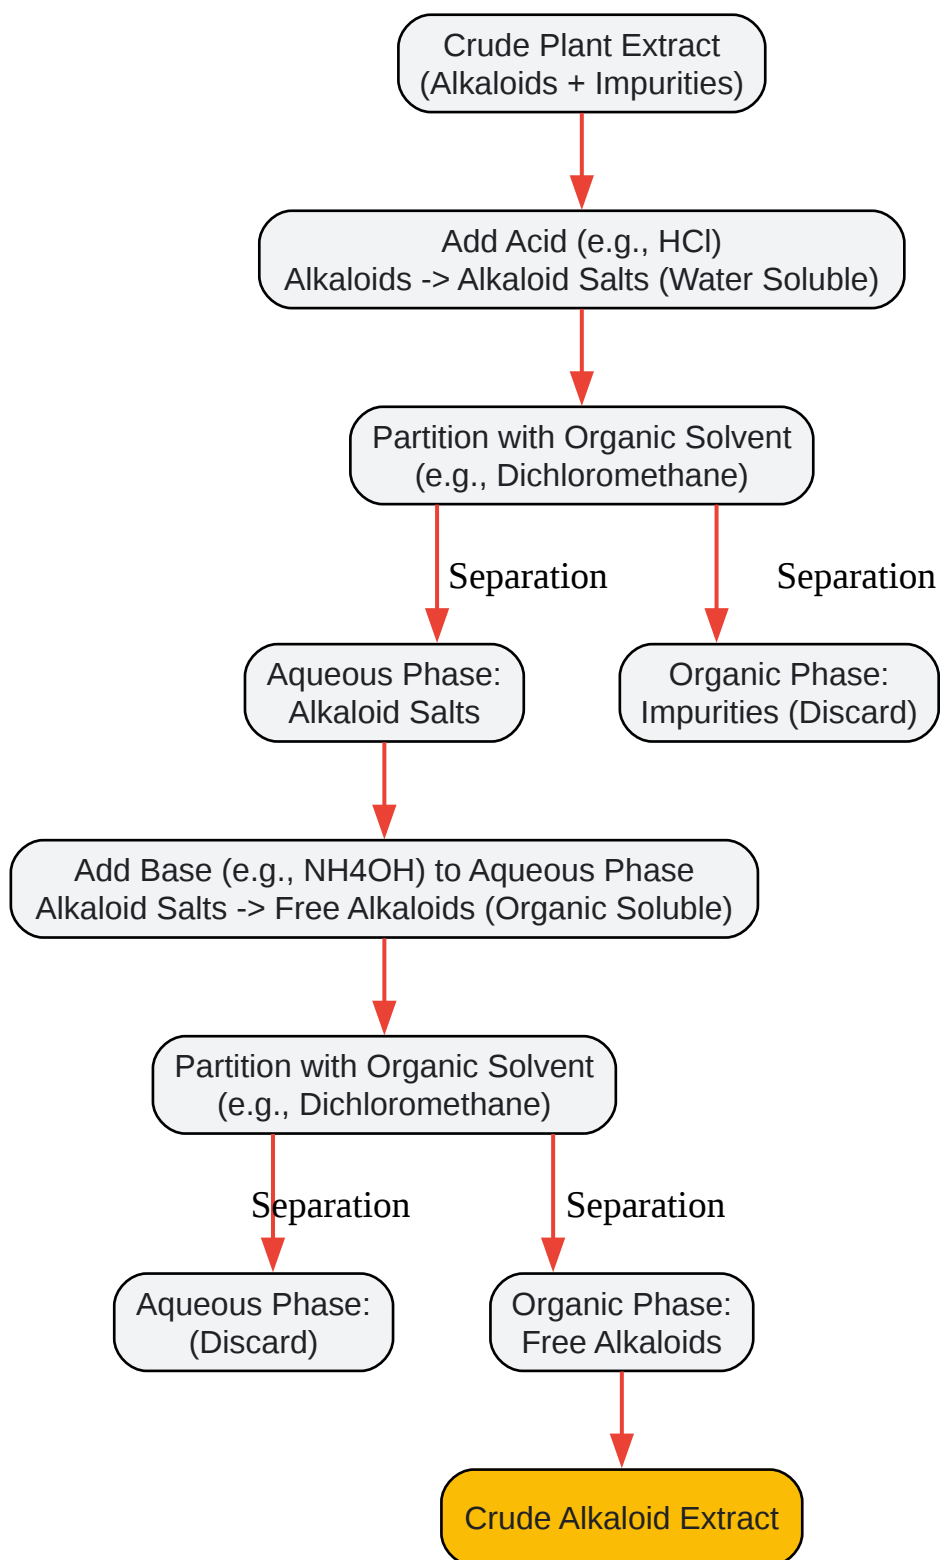 Crude Plant Extract
(Alkaloids + Impurities)
Add Acid (e.g., HCl)
Alkaloids -> Alkaloid Salts (Water Soluble)
Partition with Organic Solvent
(e.g., Dichloromethane)
Separation
Separation
Aqueous Phase:
Alkaloid Salts
Organic Phase:
Impurities (Discard)
Add Base (e.g., NH4OH) to Aqueous Phase
Alkaloid Salts -> Free Alkaloids (Organic Soluble)
Partition with Organic Solvent
(e.g., Dichloromethane)
Separation
Separation
Aqueous Phase:
(Discard)
Organic Phase:
Free Alkaloids
Crude Alkaloid Extract